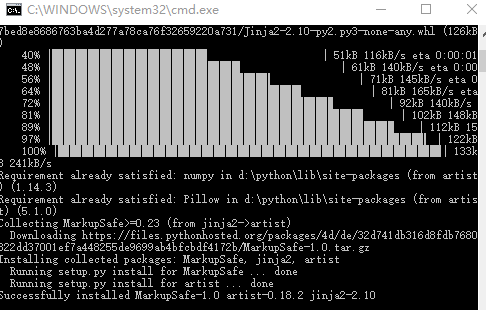 C:\WINDOWS\system32\cmd.exe
7bed8e8686763ba4d277a78ca76f32659220a731/Jinja2-2.10-py2.py3-none-any.whl (126kB
)
40% | 51kB 116kB/s eta 0:00:01
48% | 61kB 140kB/s e
56% | 71kB 145kB/s et
64% | 81kB 165kB/s
72% | 92kB 140kB/s
81% | 102kB 148kB
89% | 112kB 15
97% | 122kB
100% | 133k
B 241kB/s
Requirement already satisfied: numpy in d:\python\lib\site-packages (from artist
) (1.14.3)
Requirement already satisfied: Pillow in d:\python\lib\site-packages (from artis
t) (5.1.0)
Collecting MarkupSafe>=0.23 (from jinja2->artist)
Downloading https://files.pythonhosted.org/packages/4d/de/32d741db316d8fdb7680
822dd37001ef7a448255de9699ab4bfcbdf4172b/MarkupSafe-1.0.tar.gz
Installing collected packages: MarkupSafe, jinja2, artist
Running setup.py install for MarkupSafe ... done
Running setup.py install for artist ... done
Successfully installed MarkupSafe-1.0 artist-0.18.2 jinja2-2.10